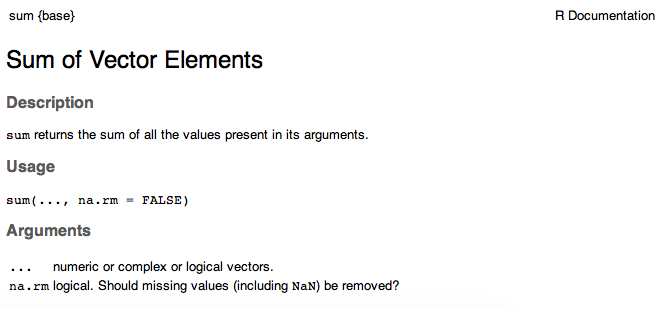 sum {base} R Documentation
Sum of Vector Elements
Description
sum returns the sum of all the values present in its arguments.
Usage
sum(..., na.rm = FALSE)
Arguments
... numeric or complex or logical vectors.
na.rm logical. Should missing values (including NaN) be removed?